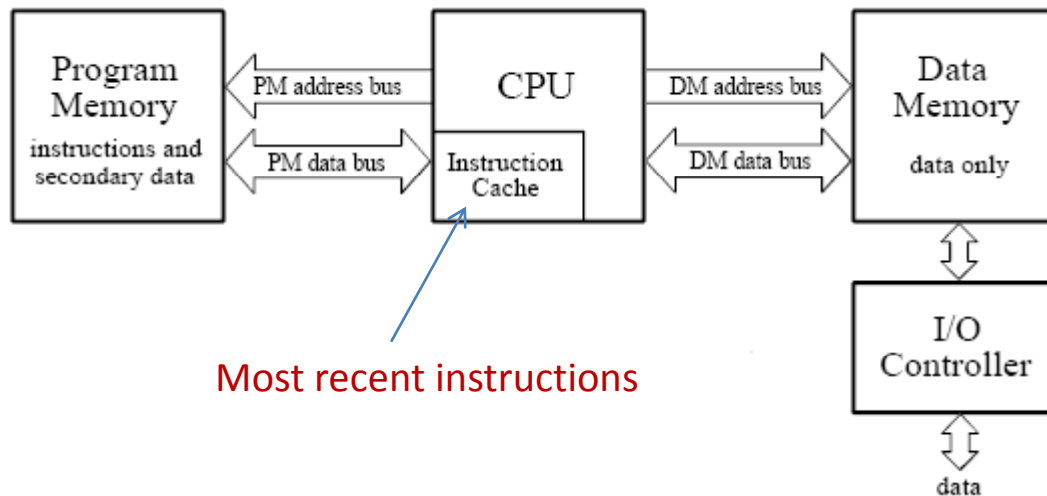 Program
Memory
instructions and
secondary data
PM address bus
PM data bus
CPU
Instruction
Cache
DM address bus
DM data bus
Data
Memory
data only
I/O
Controller
data
Most recent instructions